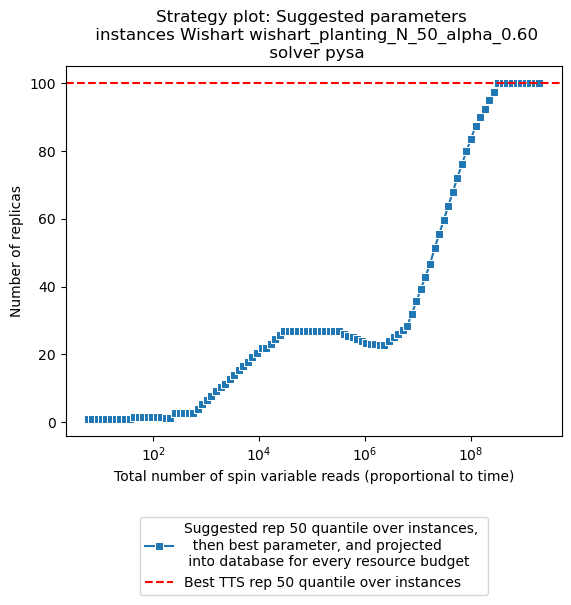 Strategy plot: Suggested parameters
instances Wishart wishart_planting_N_50_alpha_0.60
solver pysa
100
80
60
40
20
0
Number of replicas
10^2
10^4
10^6
10^8
Total number of spin variable reads (proportional to time)
Suggested rep 50 quantile over instances,
then best parameter, and projected
into database for every resource budget
Best TTS rep 50 quantile over instances